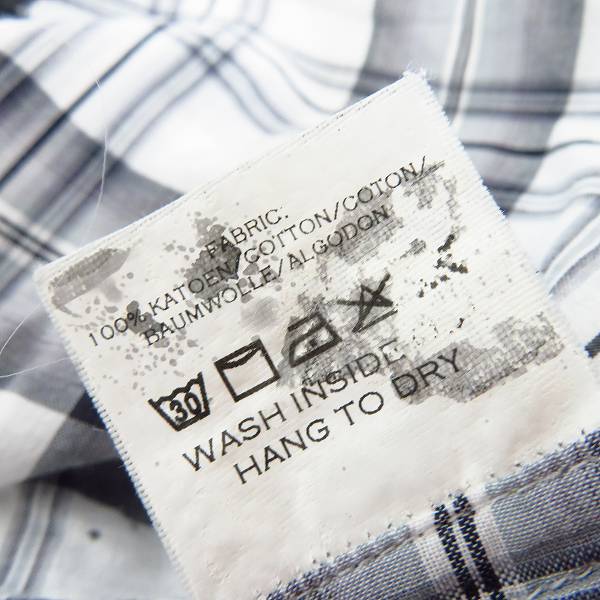 FABRIC:
100% KATOEN/COTTON/COTON/
BAUMWOLLE/ALGODON
30
WASH INSIDE
HANG TO DRY